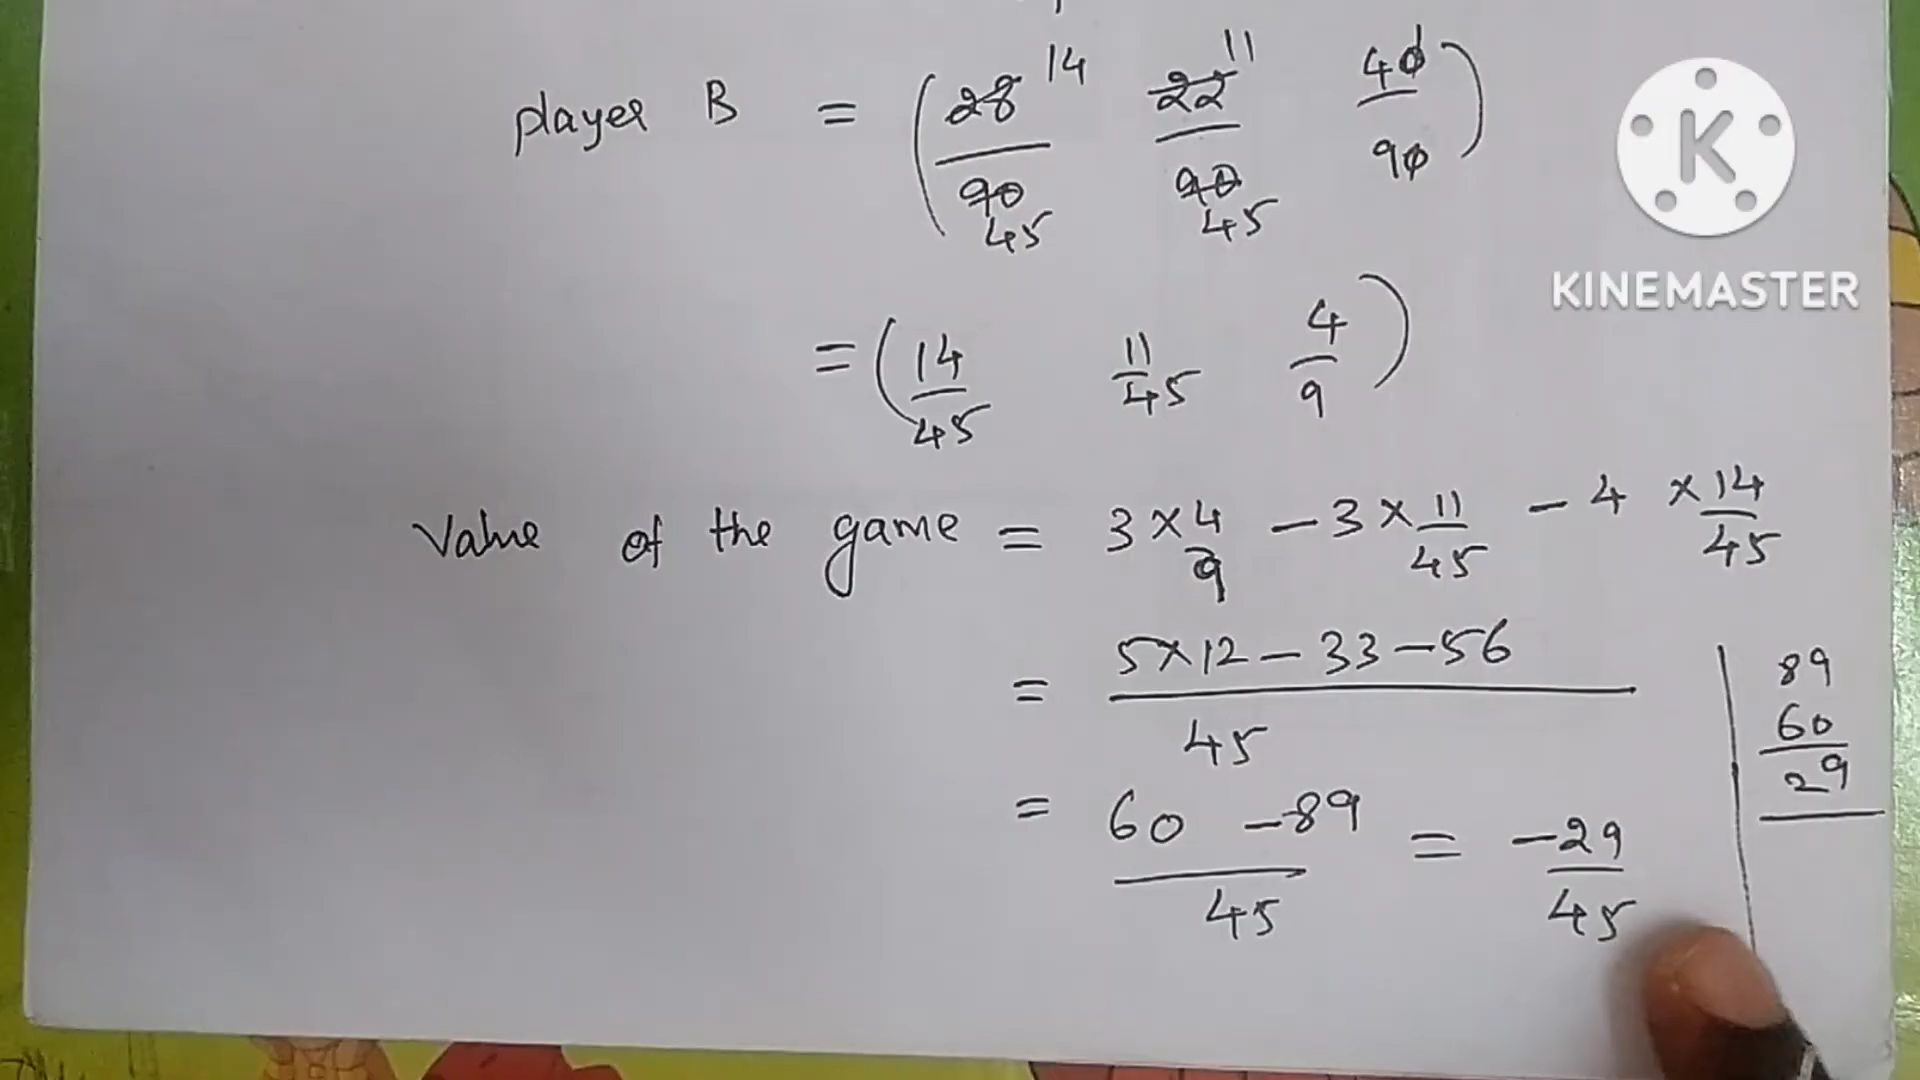 player B = ( 28/90 14/45 22/90 11/45 40/90 )
= ( 14/45 11/45 4/9 )
Value of the game = 3 × 4/9 − 3 × 11/45 − 4 × 14/45
= 5×12 − 33 − 56 / 45
= 60 − 89 / 45 = −29/45
89
60
29
K
KINEMASTER